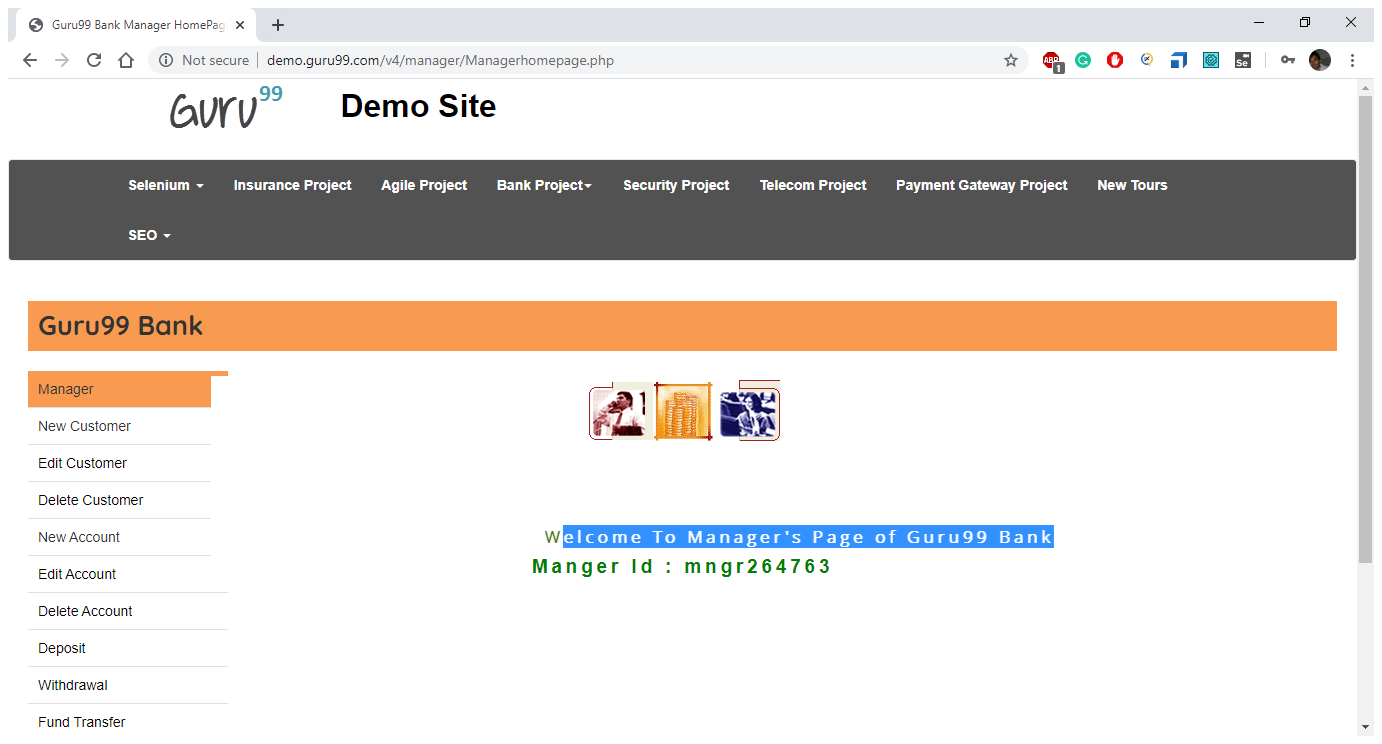 Guru99 Bank Manager HomePag
Not secure demo.guru99.com/v4/manager/Managerhomepage.php
ABP 1 G Se
Guru99 Demo Site
Selenium Insurance Project Agile Project Bank Project Security Project Telecom Project Payment Gateway Project New Tours
SEO
Guru99 Bank
Manager
New Customer
Edit Customer
Delete Customer
New Account
Edit Account
Delete Account
Deposit
Withdrawal
Fund Transfer
Welcome To Manager's Page of Guru99 Bank
Manger Id : mngr264763